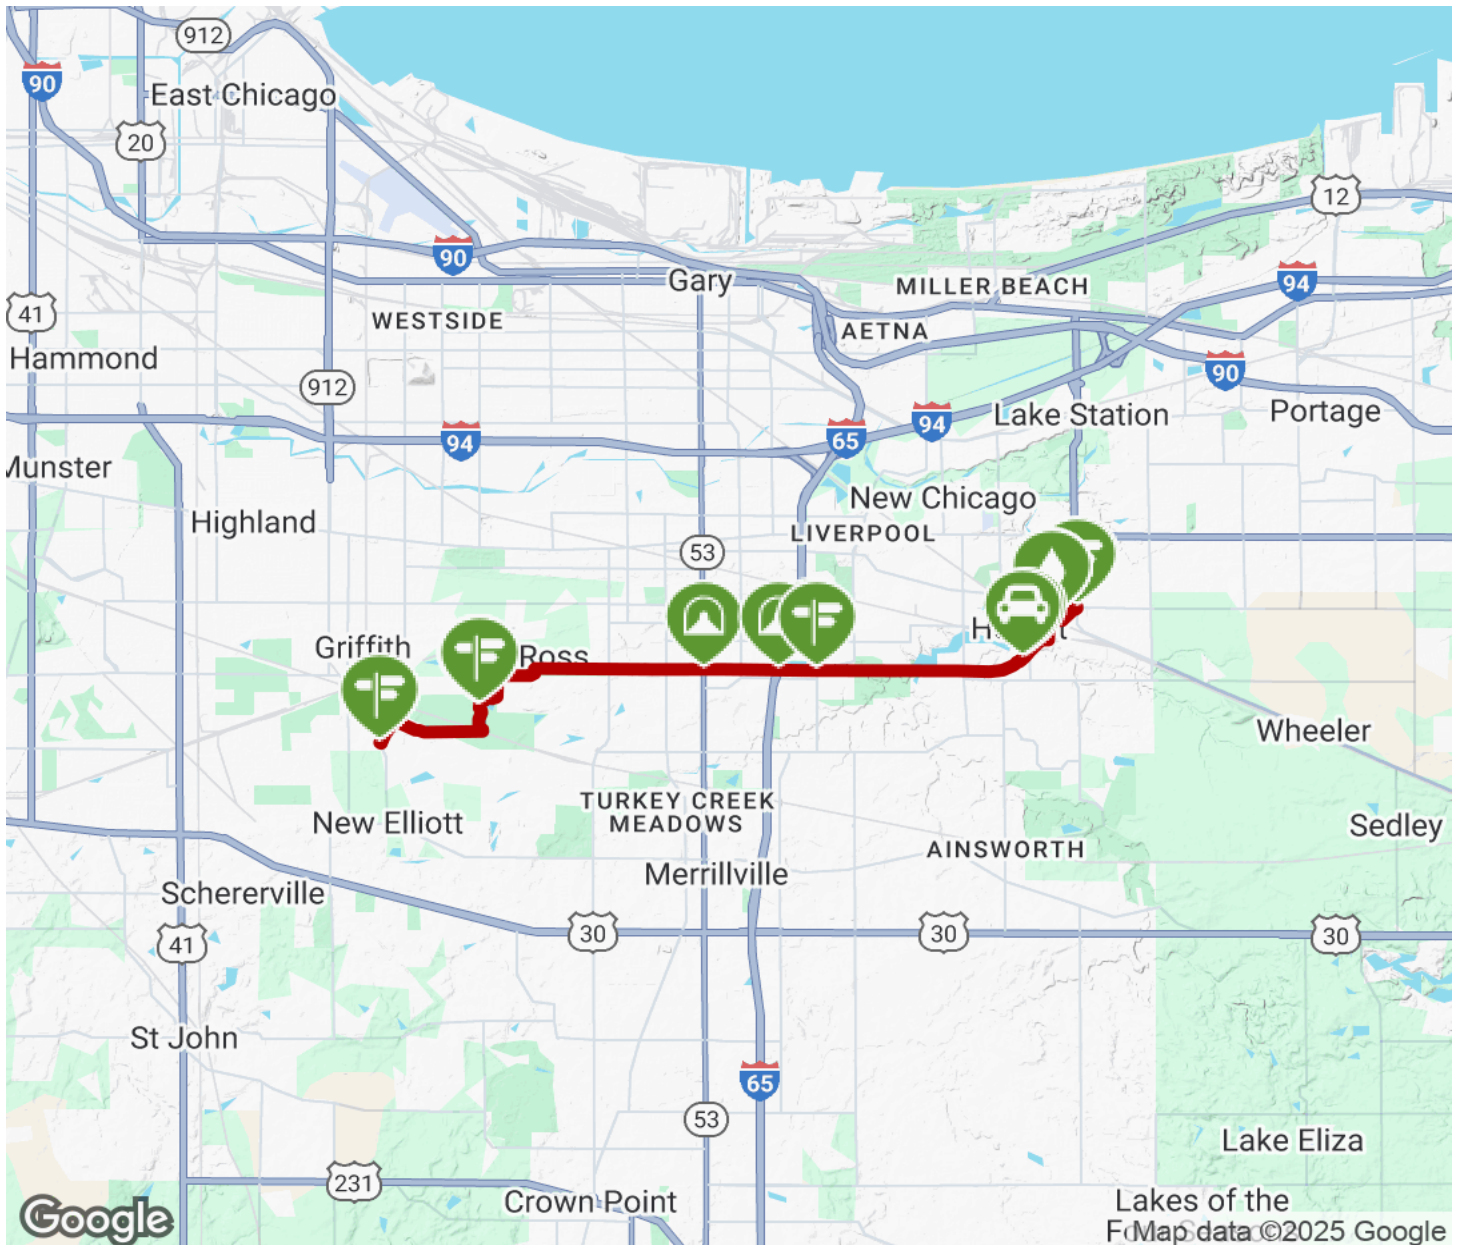 912
90
East Chicago
20
12
90
Gary
MILLER BEACH
94
41
WESTSIDE
AETNA
Hammond
90
912
Lake Station
Portage
94
65
94
Munster
New Chicago
Highland
LIVERPOOL
53
Griffith
Ross
Wheeler
TURKEY CREEK
MEADOWS
New Elliott
Sedley
AINSWORTH
Merrillville
Schererville
30
30
30
41
St John
65
53
Lake Eliza
231
Crown Point
Lakes of the
Google
Map data ©2025 Google